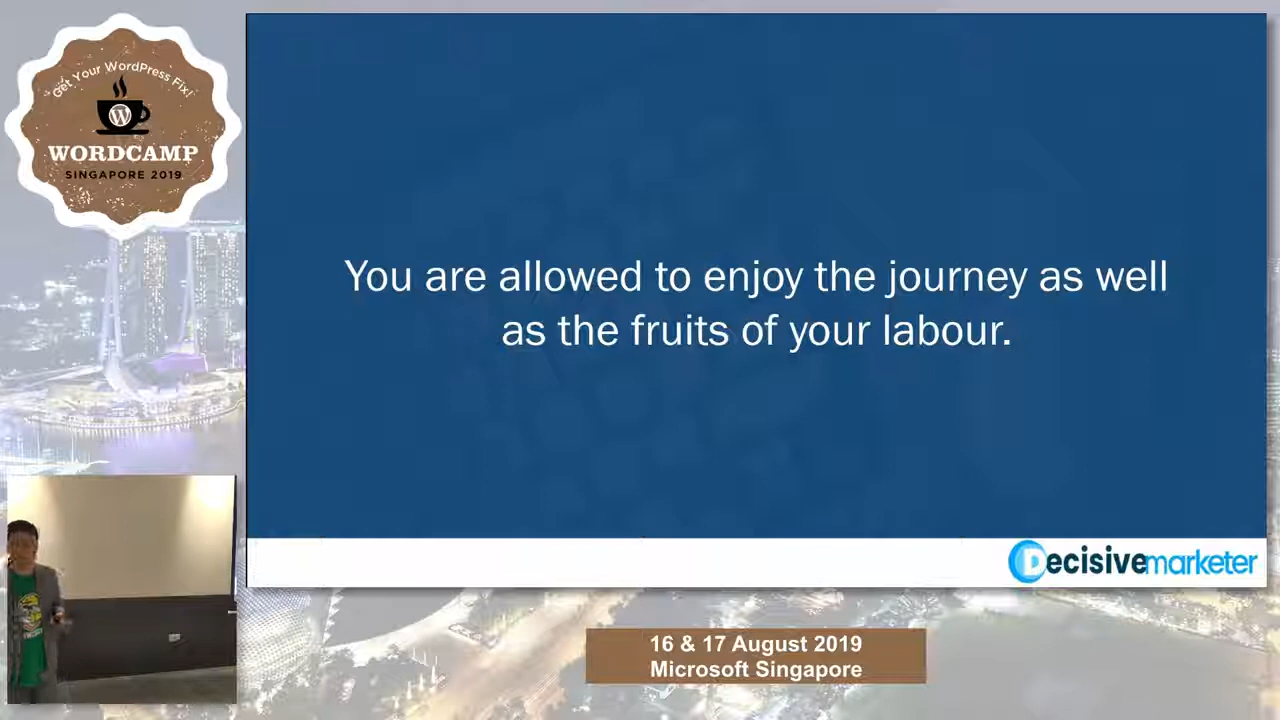 Get Your WordPress Fix!
WORDCAMP
SINGAPORE 2019
You are allowed to enjoy the journey as well
as the fruits of your labour.
Decisivemarketer
16 & 17 August 2019
Microsoft Singapore